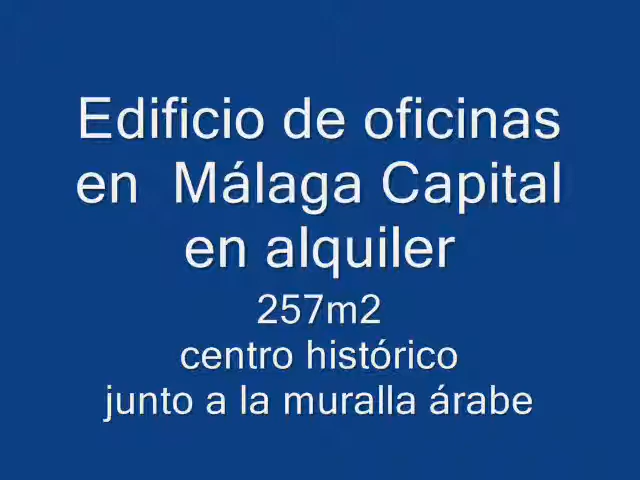 Edificio de oficinas
en Málaga Capital
en alquiler
257m2
centro histórico
junto a la muralla árabe